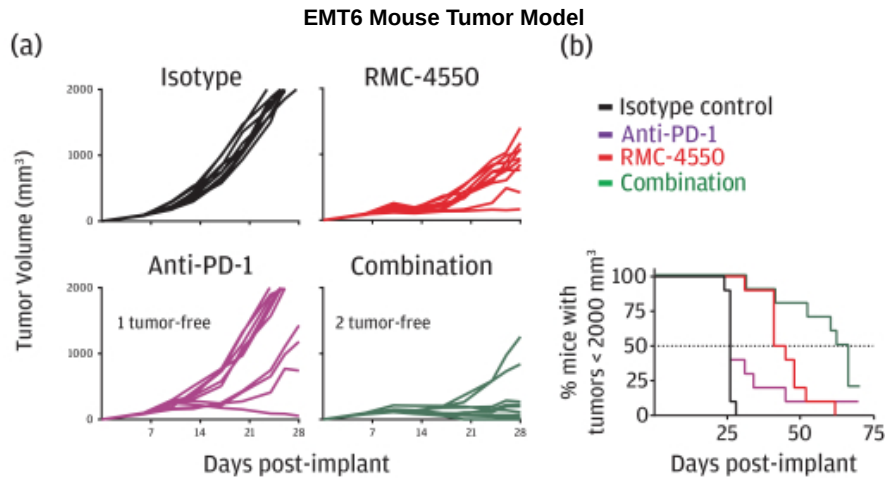 EMT6 Mouse Tumor Model
(a)
(b)
Isotype
RMC-4550
2000
1000
0
Tumor Volume (mm³)
Anti-PD-1
Combination
2000
1000
0
1 tumor-free
2 tumor-free
7
14
21
28
7
14
21
28
Days post-implant
Isotype control
Anti-PD-1
RMC-4550
Combination
% mice with
tumors < 2000 mm³
100
75
50
25
0
25
50
75
Days post-implant